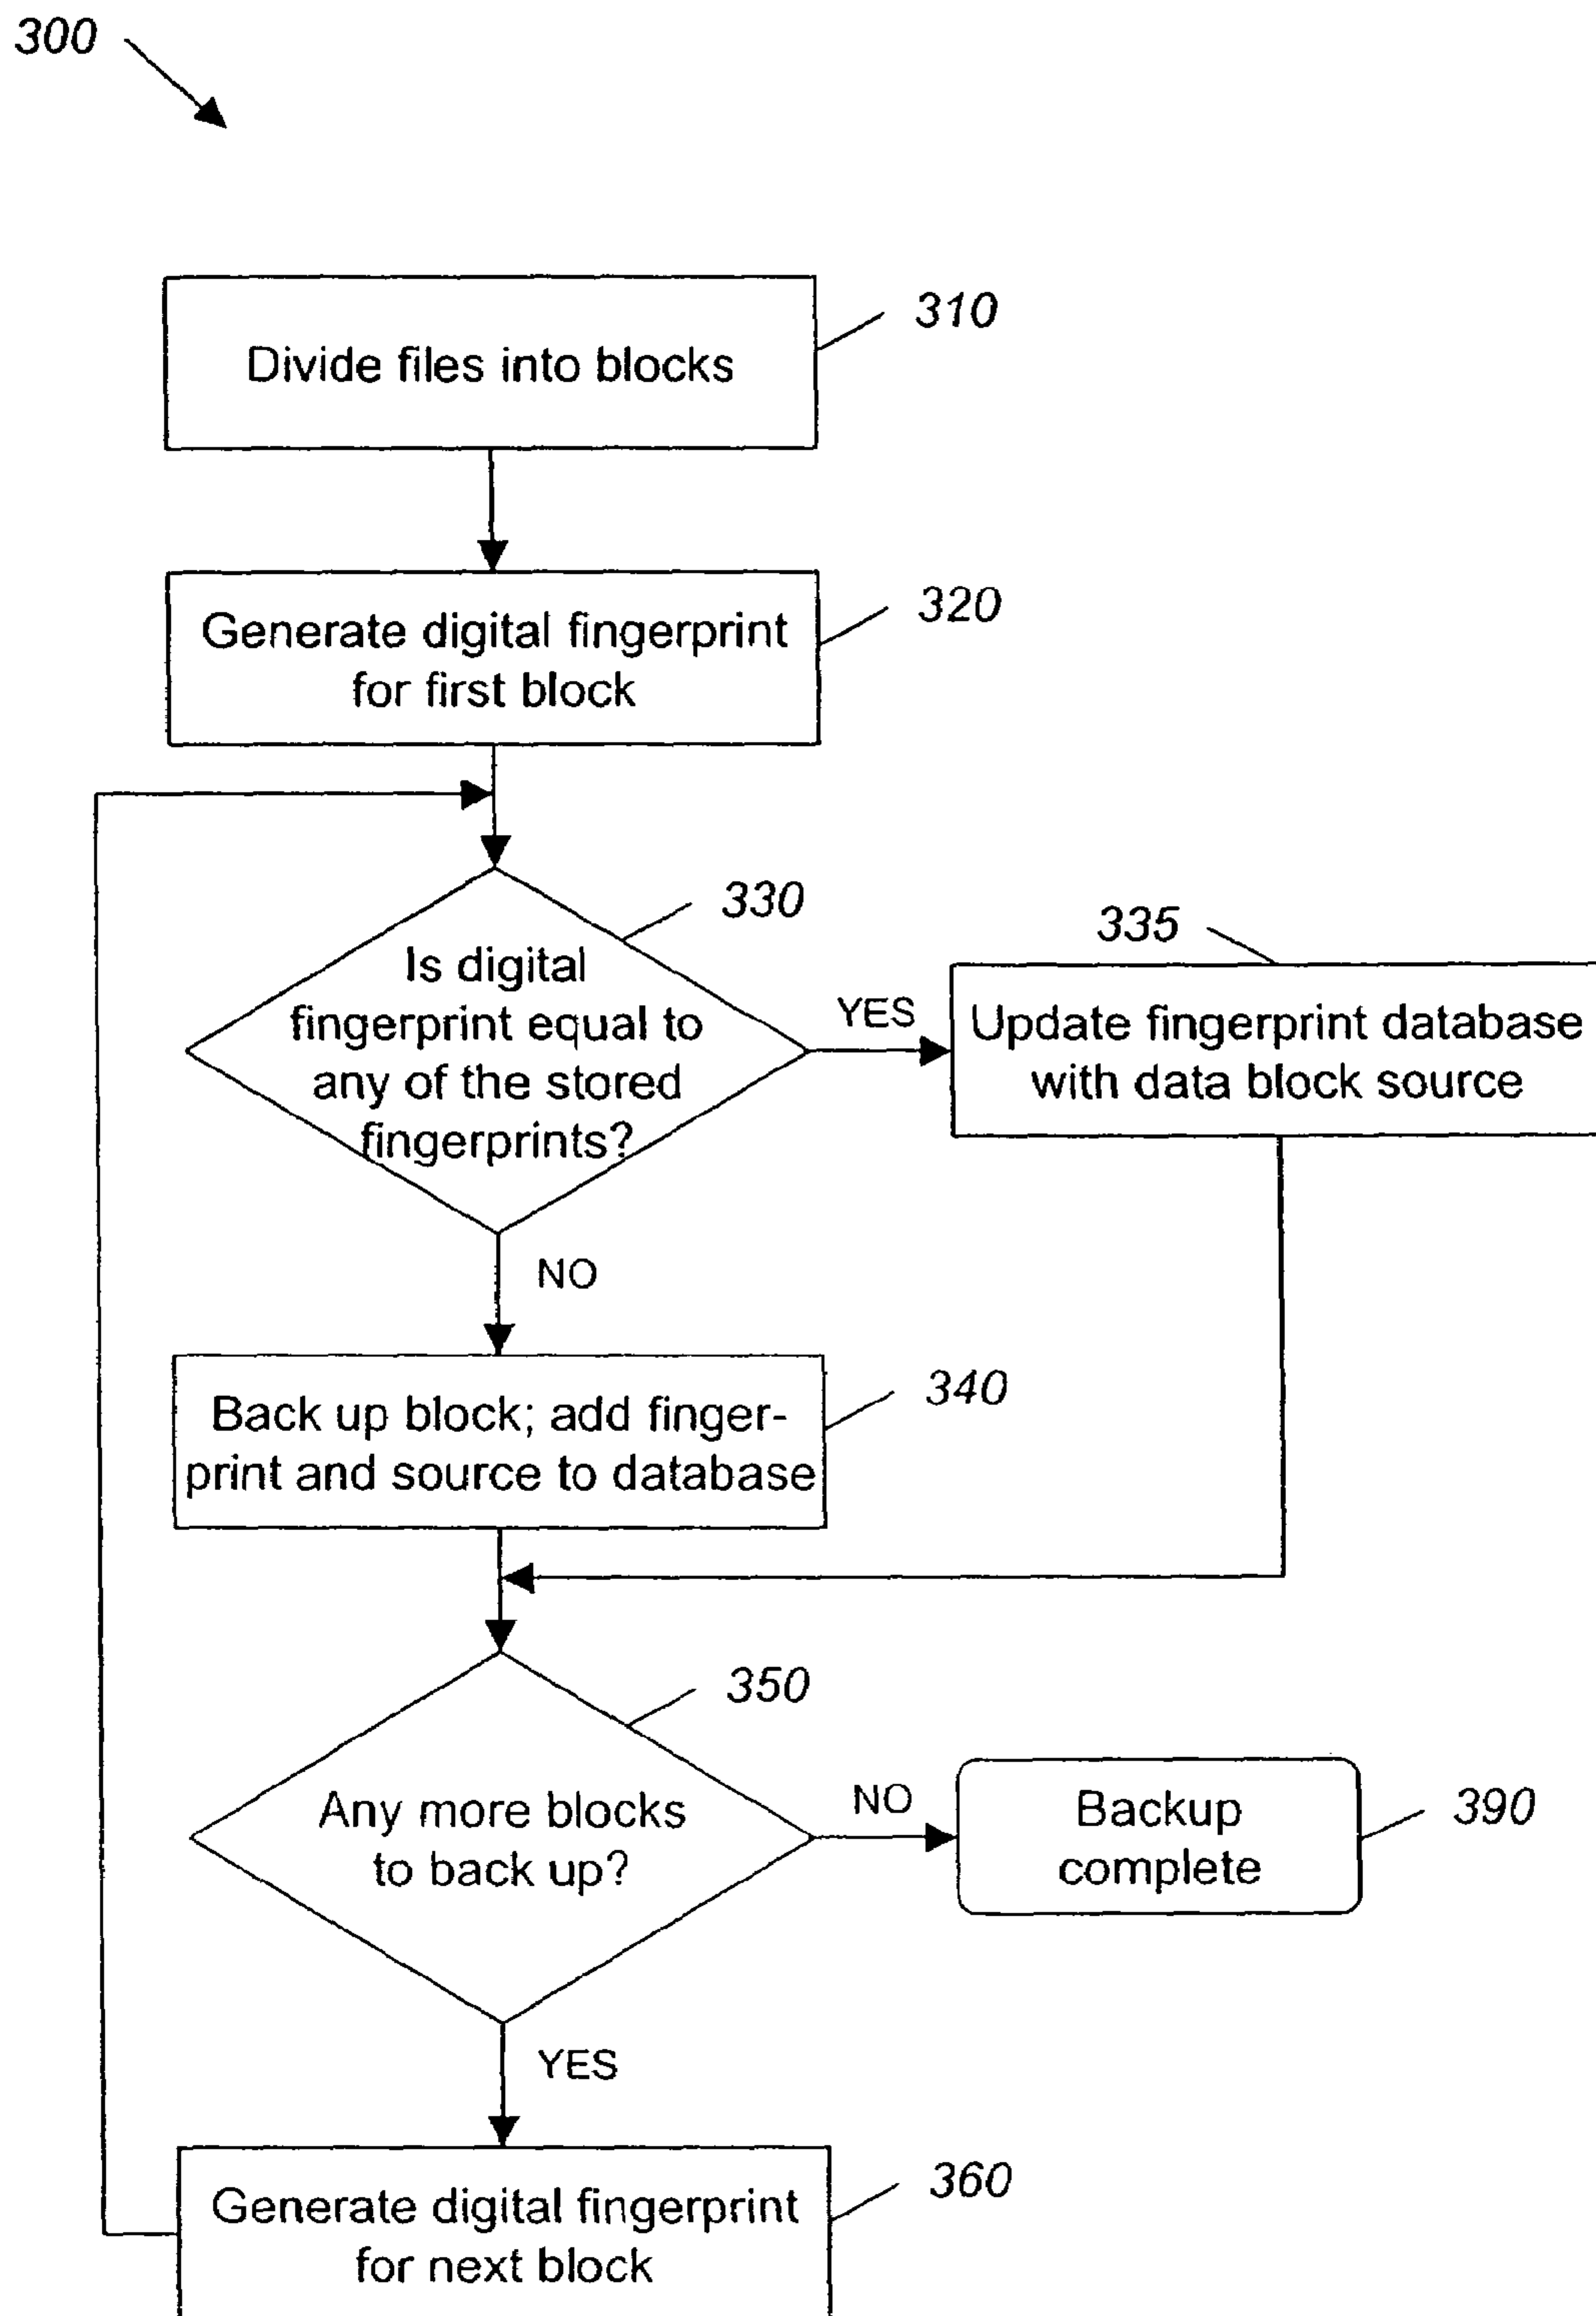 300
310
Divide files into blocks
320
Generate digital fingerprint
for first block
330
335
Is digital
fingerprint equal to
any of the stored
fingerprints?
YES
Update fingerprint database
with data block source
NO
340
Back up block; add finger-
print and source to database
350
Any more blocks
to back up?
NO
Backup
complete
390
YES
360
Generate digital fingerprint
for next block